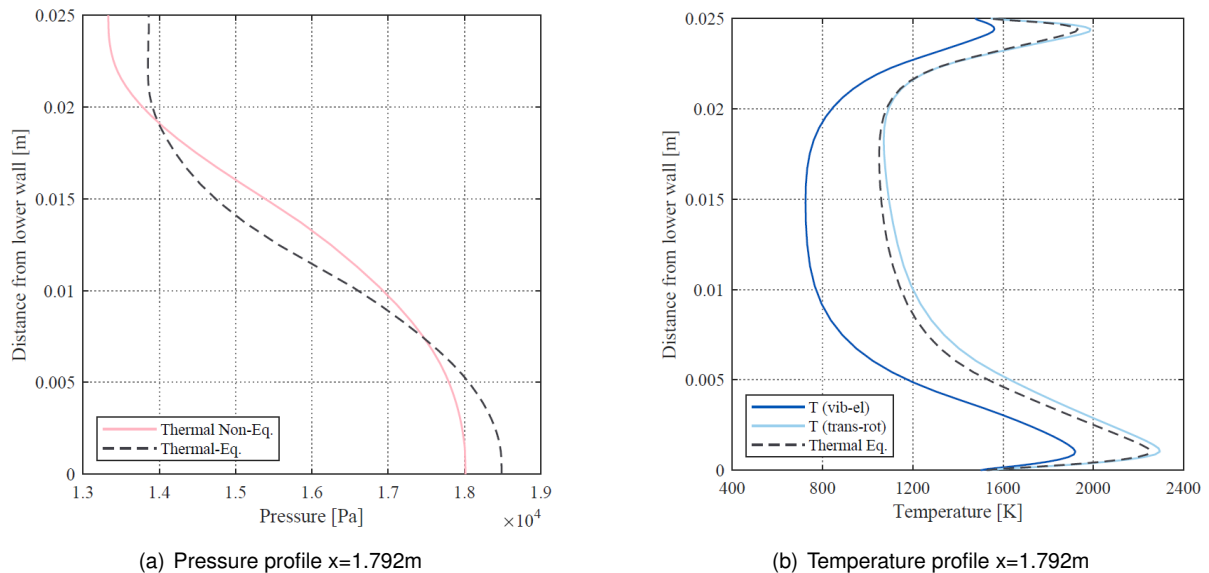 0.025
0.02
0.015
0.01
0.005
0
Distance from lower wall [m]
Thermal Non-Eq.
Thermal-Eq.
1.3 1.4 1.5 1.6 1.7 1.8 1.9
Pressure [Pa]
×10⁴
(a) Pressure profile x=1.792m
0.025
0.02
0.015
0.01
0.005
0
Distance from lower wall [m]
T (vib-el)
T (trans-rot)
Thermal Eq.
400 800 1200 1600 2000 2400
Temperature [K]
(b) Temperature profile x=1.792m